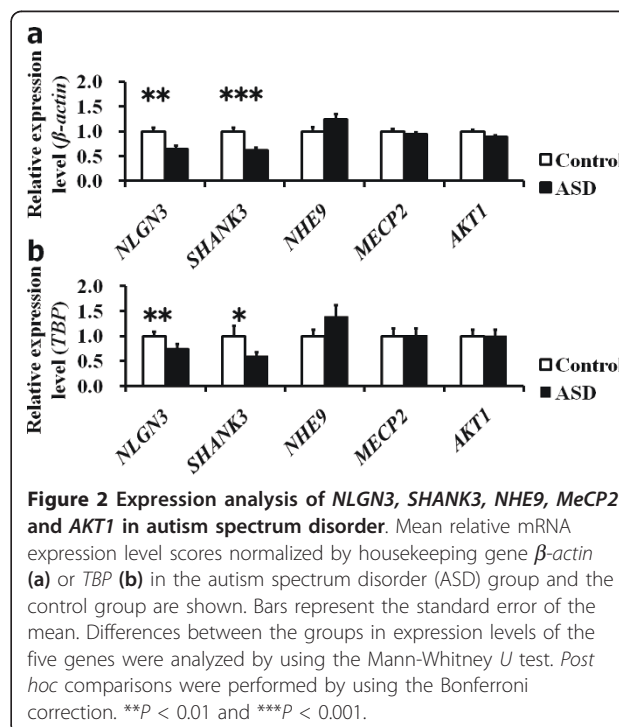 a
Relative expression
level (β-actin)
2.0
1.5
1.0
0.5
0.0
** ***
Control
ASD
NLGN3 SHANK3 NHE9 MECP2 AKT1
b
Relative expression
level (TBP)
2.0
1.5
1.0
0.5
0.0
** *
Control
ASD
NLGN3 SHANK3 NHE9 MECP2 AKT1
Figure 2 Expression analysis of NLGN3, SHANK3, NHE9, MeCP2
and AKT1 in autism spectrum disorder. Mean relative mRNA
expression level scores normalized by housekeeping gene β-actin
(a) or TBP (b) in the autism spectrum disorder (ASD) group and the
control group are shown. Bars represent the standard error of the
mean. Differences between the groups in expression levels of the
five genes were analyzed by using the Mann-Whitney U test. Post
hoc comparisons were performed by using the Bonferroni
correction. **P < 0.01 and ***P < 0.001.